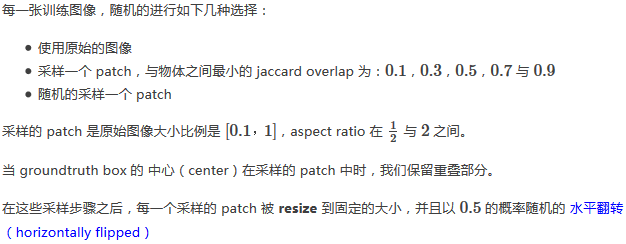 每一张训练图像，随机的进行如下几种选择：
● 使用原始的图像
● 采样一个 patch，与物体之间最小的 jaccard overlap 为：0.1，0.3，0.5，0.7 与 0.9
● 随机的采样一个 patch
采样的 patch 是原始图像大小比例是 [0.1，1]，aspect ratio 在 1/2 与 2 之间。
当 groundtruth box 的 中心（center）在采样的 patch 中时，我们保留重叠部分。
在这些采样步骤之后，每一个采样的 patch 被 resize 到固定的大小，并且以 0.5 的概率随机的 水平翻转
（horizontally flipped）